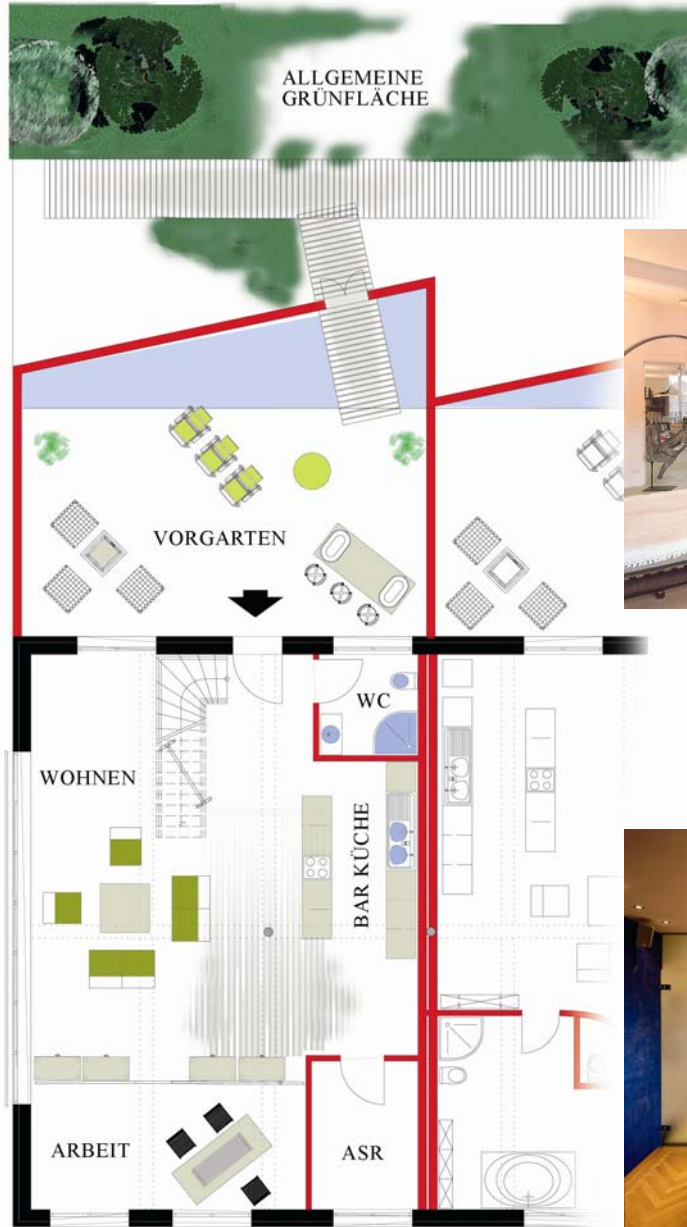 ALLGEMEINE
GRÜNFLÄCHE
VORGARTEN
WC
WOHNEN
BAR KÜCHE
ARBEIT
ASR